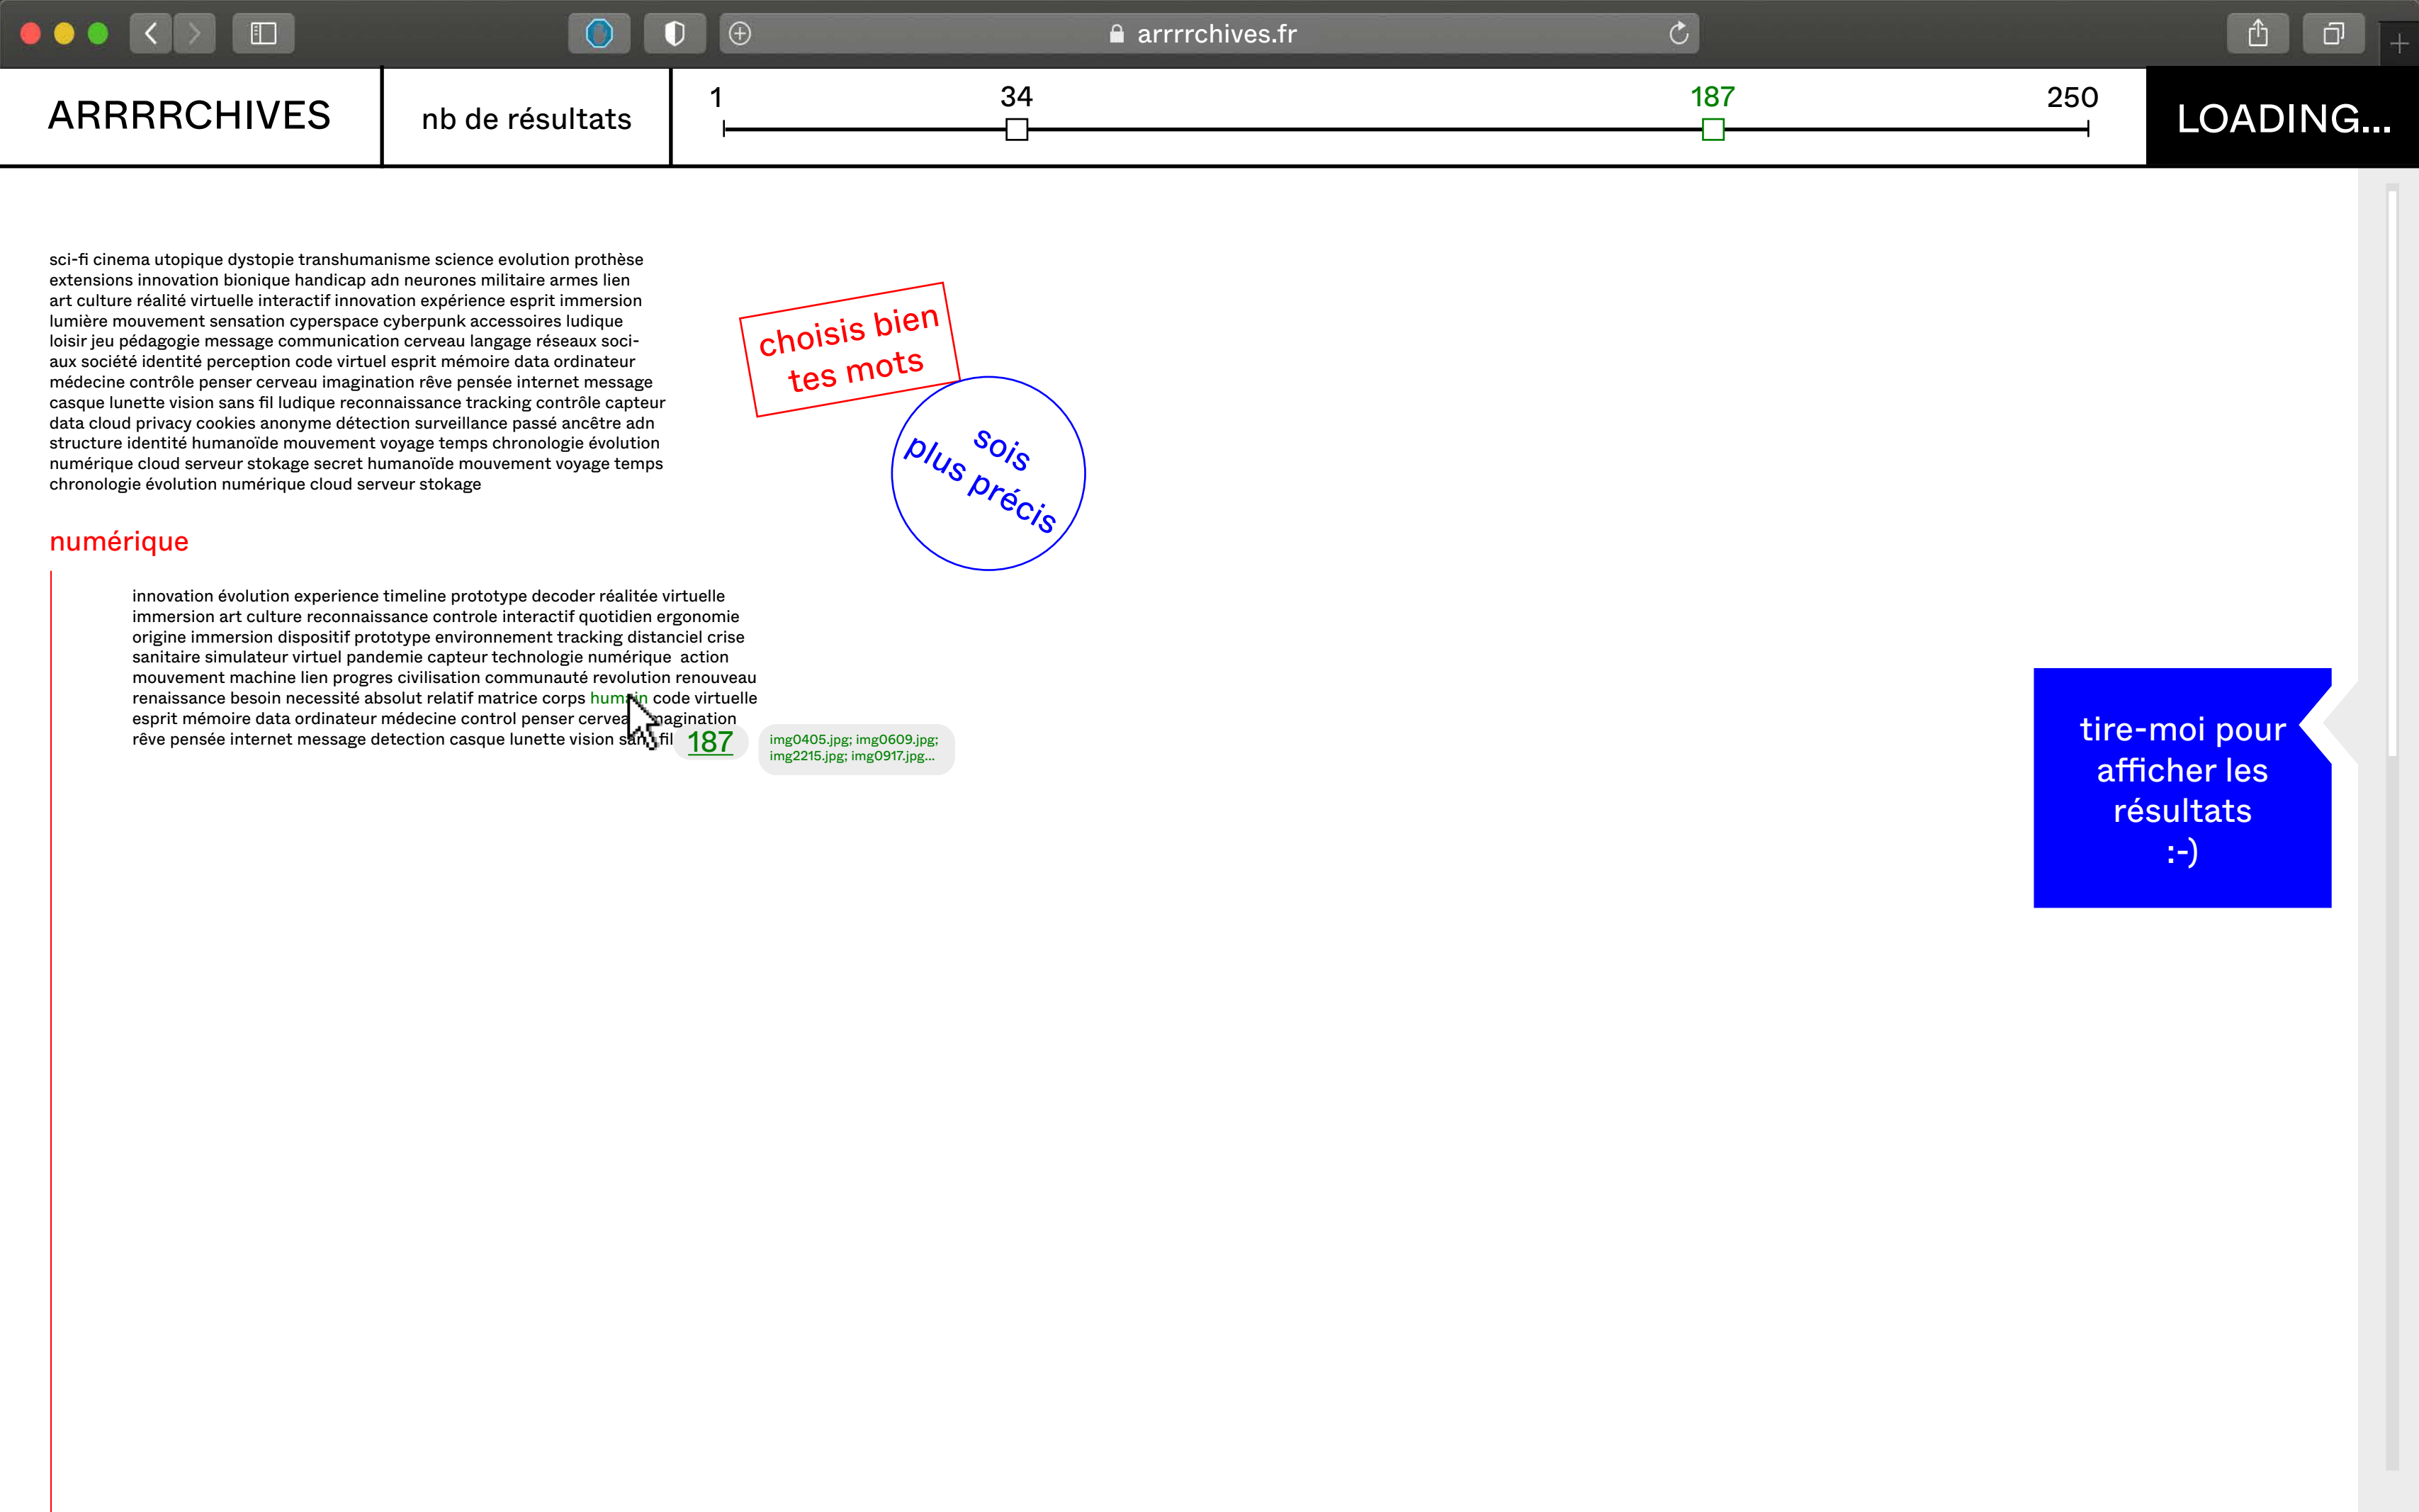 arrrrchives.fr
ARRRRCHIVES
nb de résultats
1
34
187
250
LOADING...
sci-fi cinema utopique dystopie transhumanisme science evolution prothèse
extensions innovation bionique handicap adn neurones militaire armes lien
art culture réalité virtuelle interactif innovation expérience esprit immersion
lumière mouvement sensation cyperspace cyberpunk accessoires ludique
loisir jeu pédagogie message communication cerveau langage réseaux soci-
aux société identité perception code virtuel esprit mémoire data ordinateur
médecine contrôle penser cerveau imagination rêve pensée internet message
casque lunette vision sans fil ludique reconnaissance tracking contrôle capteur
data cloud privacy cookies anonyme détection surveillance passé ancêtre adn
structure identité humanoïde mouvement voyage temps chronologie évolution
numérique cloud serveur stokage secret humanoïde mouvement voyage temps
chronologie évolution numérique cloud serveur stokage
choisis bien
tes mots
sois
plus précis
numérique
innovation évolution experience timeline prototype decoder réalitée virtuelle
immersion art culture reconnaissance controle interactif quotidien ergonomie
origine immersion dispositif prototype environnement tracking distanciel crise
sanitaire simulateur virtuel pandemie capteur technologie numérique action
mouvement machine lien progres civilisation communauté revolution renouveau
renaissance besoin necessité absolut relatif matrice corps humain code virtuelle
esprit mémoire data ordinateur médecine control penser cerveau imagination
rêve pensée internet message detection casque lunette vision sans fil
187
img0405.jpg; img0609.jpg;
img2215.jpg; img0917.jpg...
tire-moi pour
afficher les
résultats
:-)